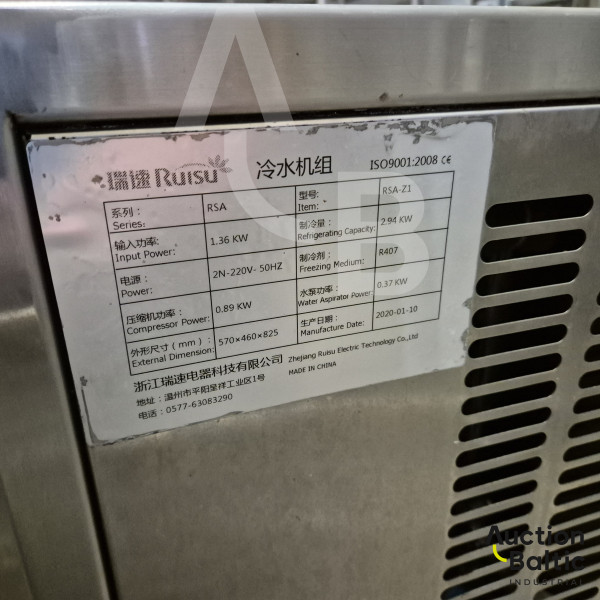 瑞速 Ruisu 冷水机组 ISO9001:2008 CE
系列: RSA 型号: RSA-Z1
Series: Item:
输入功率: 1.36 KW 制冷量: 2.94 KW
Input Power: Refrigerating Capacity:
电源: 2N-220V- 50HZ 制冷剂: R407
Power: Freezing Medium:
压缩机功率: 0.89 KW 水泵功率: 0.37 KW
Compressor Power: Water Aspirator Power:
外形尺寸(mm): 570×460×825 生产日期: 2020-01-10
External Dimension: Manufacture Date:
浙江瑞速电器科技有限公司 Zhejiang Ruisu Electric Technology Co.,Ltd
地址: 温州市平阳呈祥工业区1号 MADE IN CHINA
电话: 0577-63083290
AB
Auction
Baltic
INDUSTRIAL